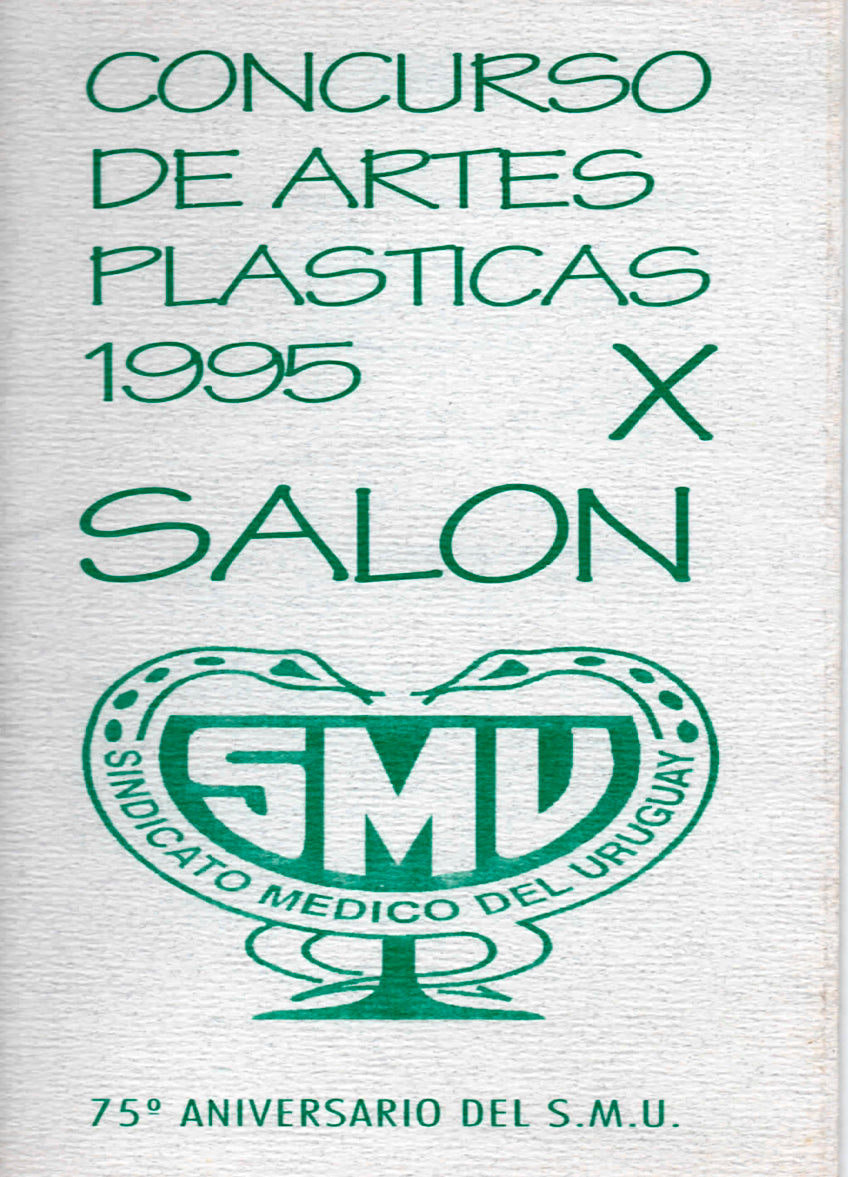 CONCURSO
DE ARTES
PLASTICAS
1995 X
SALON
SMU
SINDICATO MEDICO DEL URUGUAY
75º ANIVERSARIO DEL S.M.U.